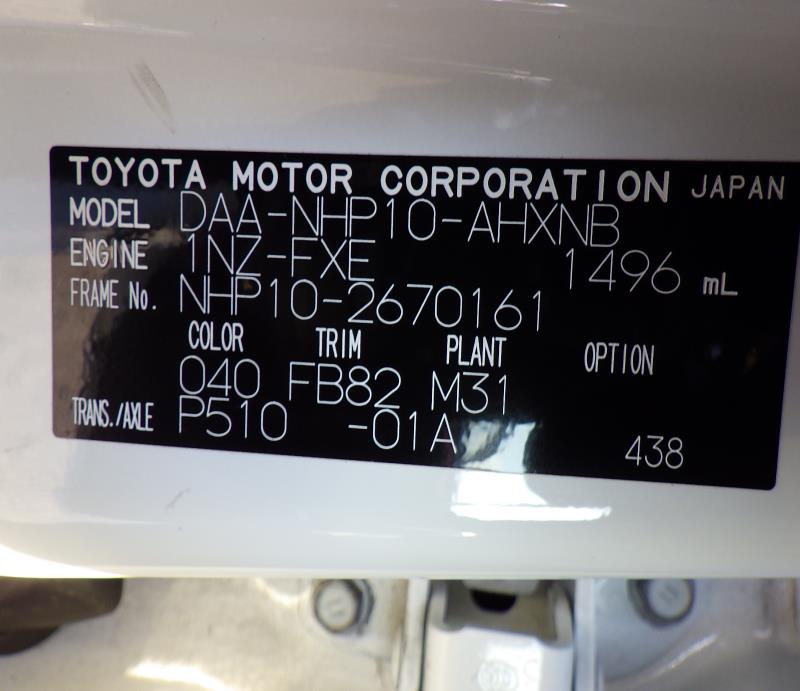 TOYOTA MOTOR CORPORATION JAPAN
MODEL DAA-NHP10-AHXNB
ENGINE 1NZ-FXE 1496 mL
FRAME No. NHP10-2670161
COLOR TRIM PLANT OPTION
040 FB82 M31
TRANS./AXLE P510 -01A 438